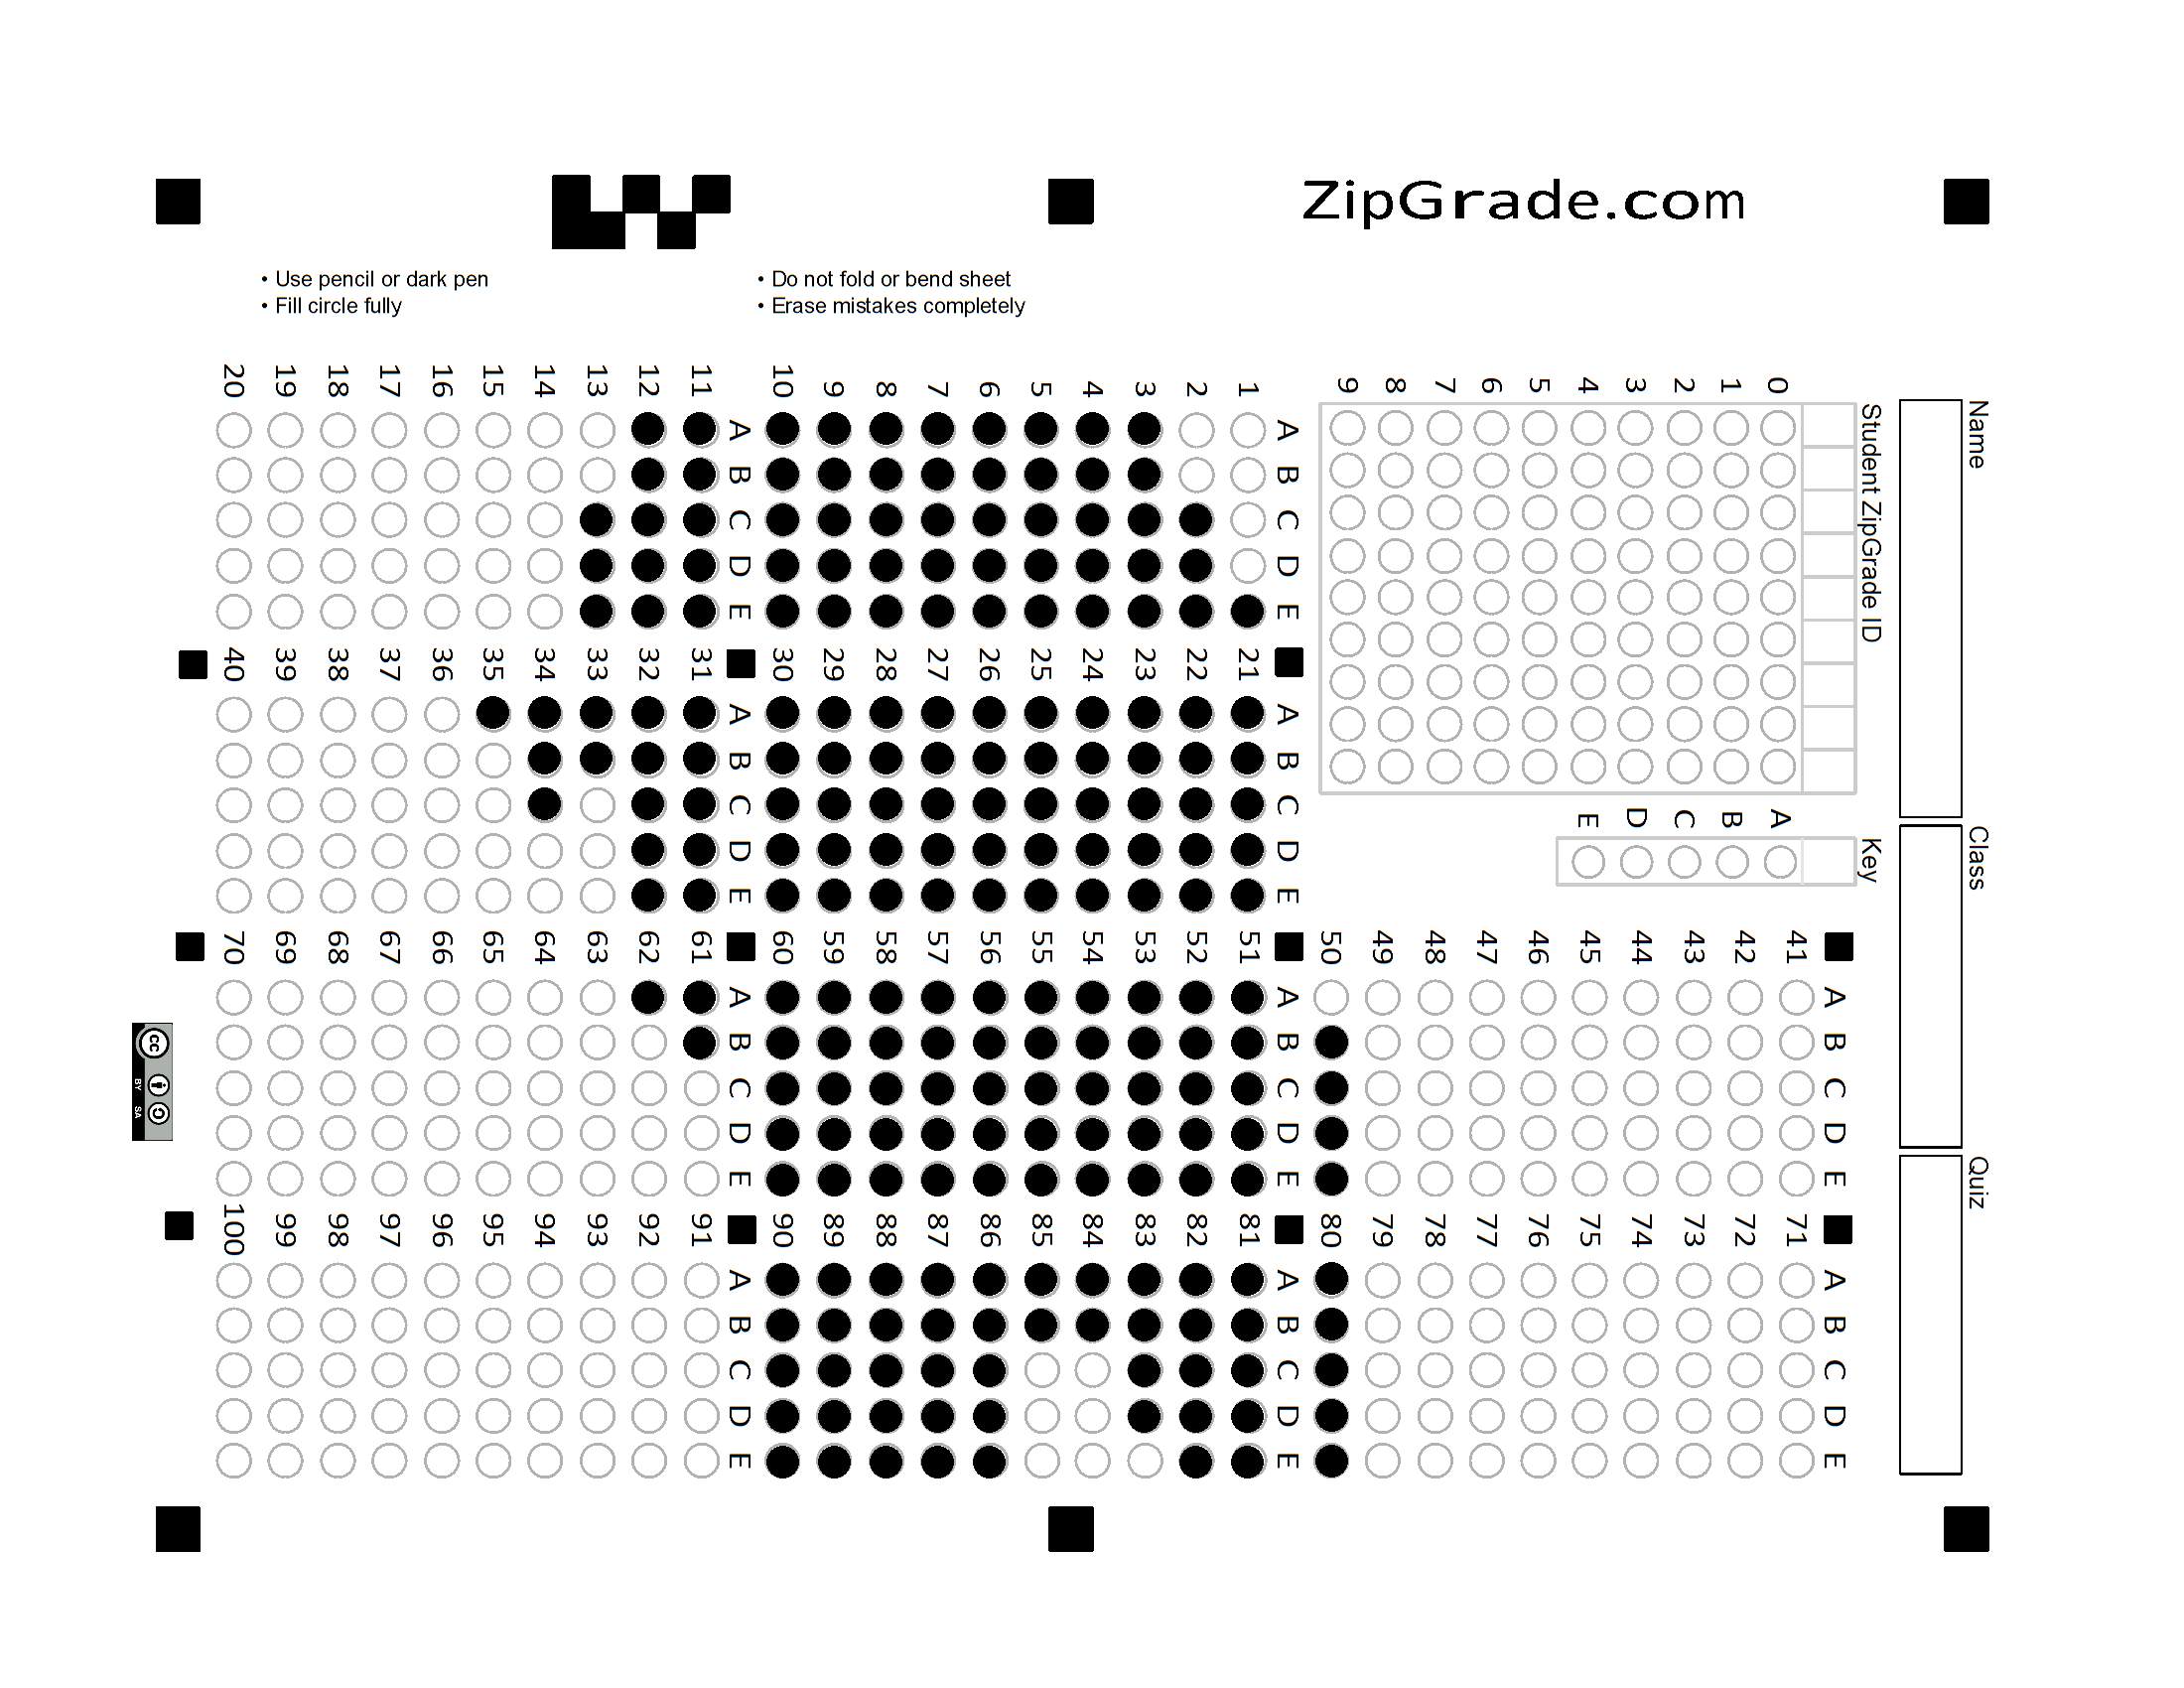 ZipGrade.com
• Use pencil or dark pen
• Fill circle fully
• Do not fold or bend sheet
• Erase mistakes completely
Name
Class
Quiz
Student ZipGrade ID
0 1 2 3 4 5 6 7 8 9
Key
A B C D E
1 2 3 4 5 6 7 8 9 10
A B C D E
11 12 13 14 15 16 17 18 19 20
A B C D E
21 22 23 24 25 26 27 28 29 30
A B C D E
31 32 33 34 35 36 37 38 39 40
A B C D E
41 42 43 44 45 46 47 48 49 50
A B C D E
51 52 53 54 55 56 57 58 59 60
A B C D E
61 62 63 64 65 66 67 68 69 70
A B C D E
71 72 73 74 75 76 77 78 79 80
A B C D E
81 82 83 84 85 86 87 88 89 90
A B C D E
91 92 93 94 95 96 97 98 99 100
A B C D E
cc
BY SA